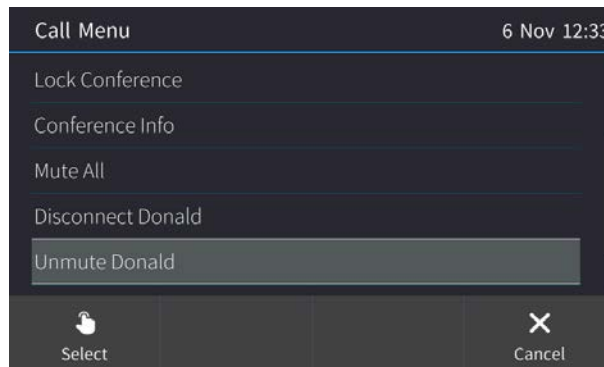 Call Menu 6 Nov 12:33
Lock Conference
Conference Info
Mute All
Disconnect Donald
Unmute Donald
Select Cancel